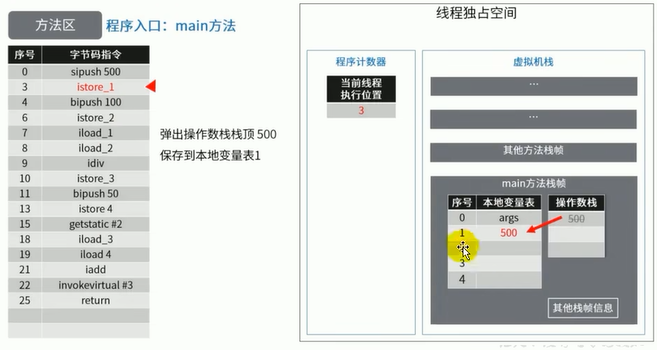 方法区
程序入口：main方法
序号 字节码指令
0 sipush 500
3 istore_1
4 bipush 100
6 istore_2
7 iload_1
8 iload_2
9 idiv
10 istore_3
11 bipush 50
13 istore 4
15 getstatic #2
18 iload_3
19 iload 4
21 iadd
22 invokevirtual #3
25 return
弹出操作数栈栈顶 500
保存到本地变量表1
线程独占空间
程序计数器
当前线程
执行位置
3
虚拟机栈
...
...
其他方法栈帧
main方法栈帧
序号 本地变量表 操作数栈
0 args 500
1 500
3
4
其他栈帧信息